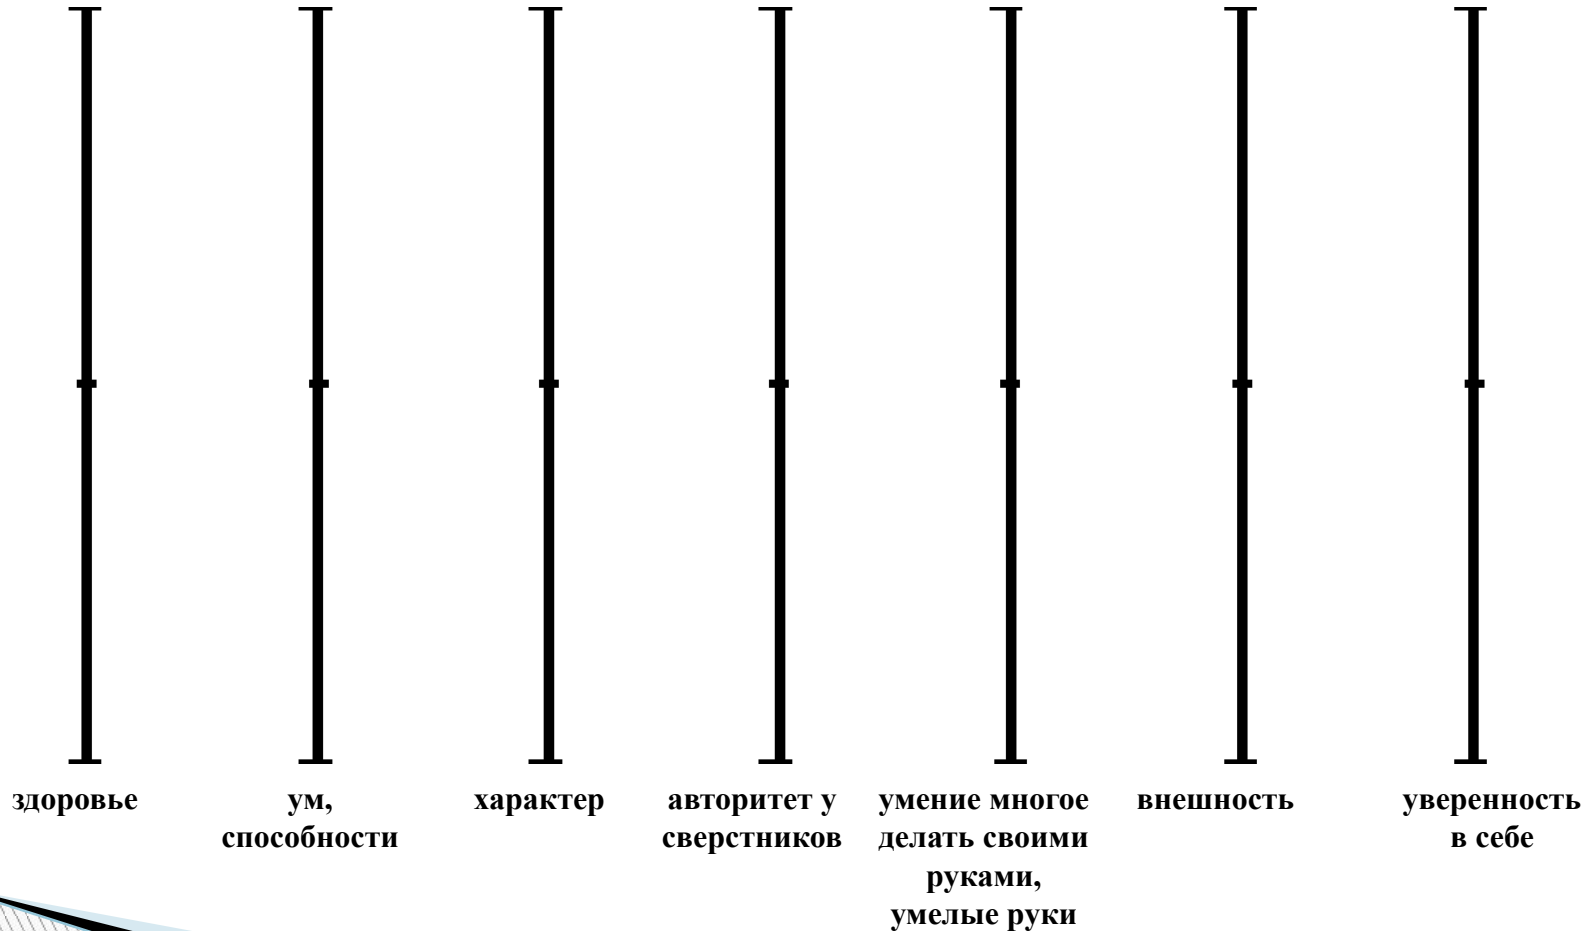 здоровье
ум,
способности
характер
авторитет у
сверстников
умение многое
делать своими
руками,
умелые руки
внешность
уверенность
в себе